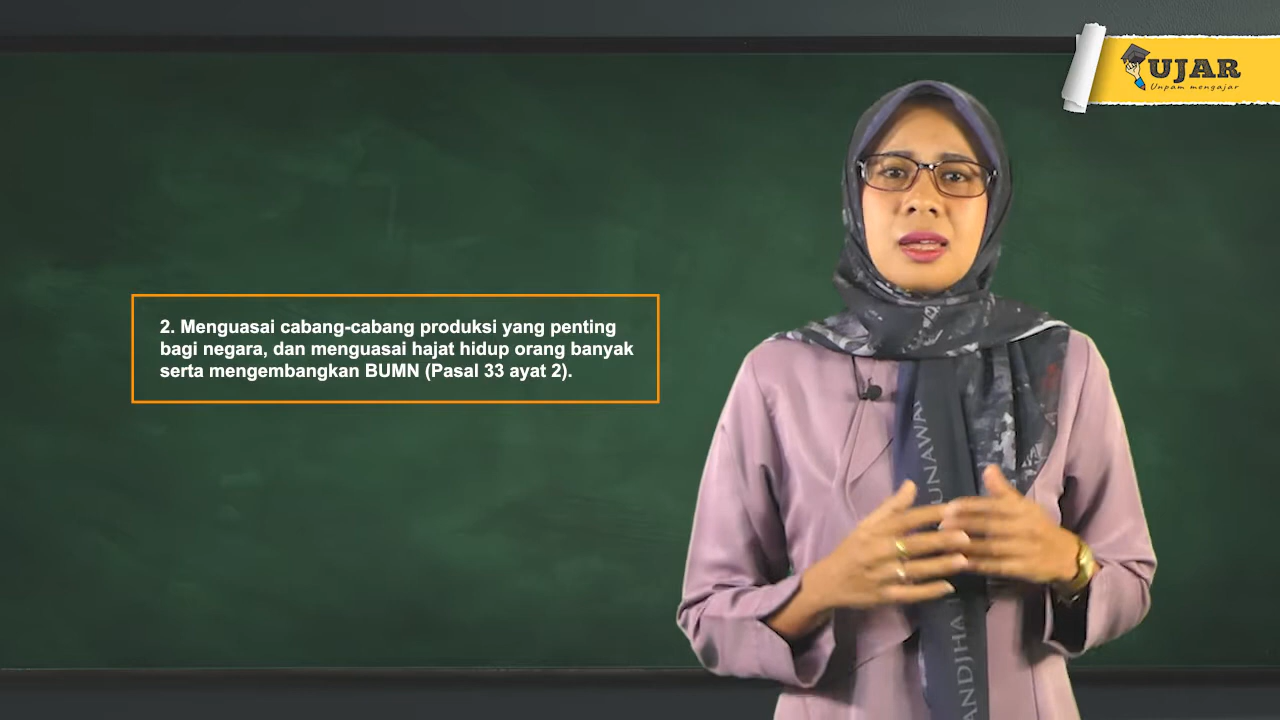 UJAR
Unpam mengajar
2. Menguasai cabang-cabang produksi yang penting
bagi negara, dan menguasai hajat hidup orang banyak
serta mengembangkan BUMN (Pasal 33 ayat 2).